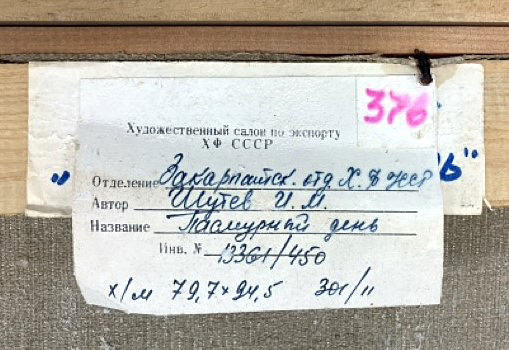 376
Художественный салон по экспорту
ХФ СССР
Отделение Закарпатск. отд. Х.Ф УССР
Автор Шутев И. М.
Название Пасмурный день
Инв. № 13361/450
х/м 79,7×94,5 301/11